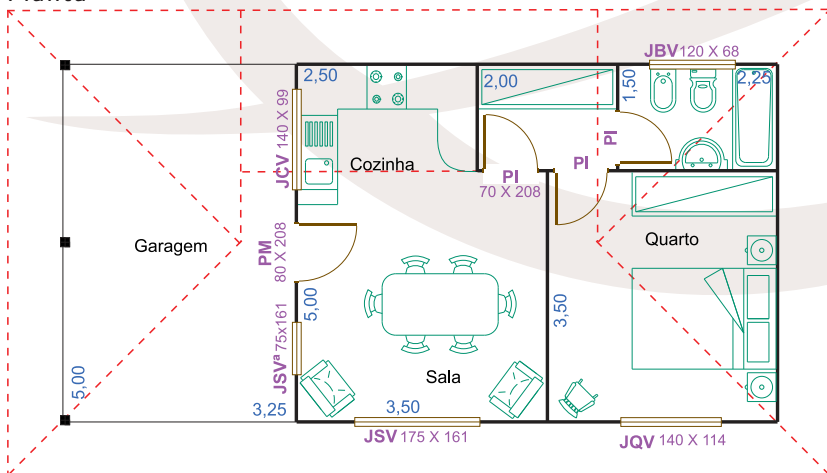 JBV 120 X 68
2,50
2,00
1,50
2,25
JCV 140 X 99
Cozinha
PI
PI
PI
70 X 208
Garagem
PM
80 X 208
Quarto
5,00
3,50
JSVª 75x161
5,00
Sala
3,25
3,50
JSV 175 X 161
JQV 140 X 114